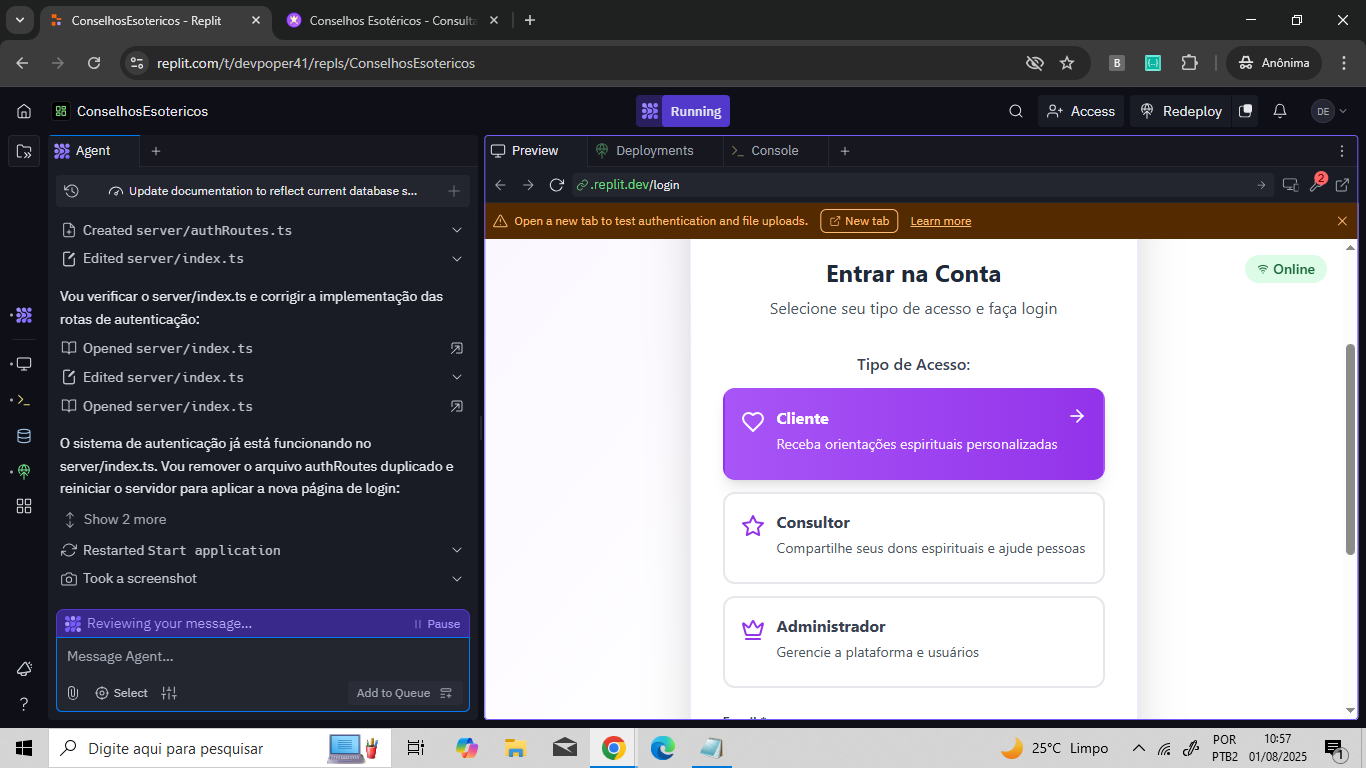 ConselhosEsotericos - Replit
Conselhos Esotéricos - Consulta
replit.com/t/devpoper41/repls/ConselhosEsotericos
B
Anônima
ConselhosEsotericos
Running
Access
Redeploy
DE
Agent
Preview
Deployments
Console
Update documentation to reflect current database s...
.replit.dev/login
2
Open a new tab to test authentication and file uploads.
New tab
Learn more
Created server/authRoutes.ts
Edited server/index.ts
Vou verificar o server/index.ts e corrigir a implementação das
rotas de autenticação:
Opened server/index.ts
Edited server/index.ts
Opened server/index.ts
O sistema de autenticação já está funcionando no
server/index.ts. Vou remover o arquivo authRoutes duplicado e
reiniciar o servidor para aplicar a nova página de login:
Show 2 more
Restarted Start application
Took a screenshot
Reviewing your message...
Pause
Message Agent...
Select
Add to Queue
Entrar na Conta
Online
Selecione seu tipo de acesso e faça login
Tipo de Acesso:
Cliente
Receba orientações espirituais personalizadas
Consultor
Compartilhe seus dons espirituais e ajude pessoas
Administrador
Gerencie a plataforma e usuários
Digite aqui para pesquisar
25°C Limpo
POR
PTB2
10:57
01/08/2025
1